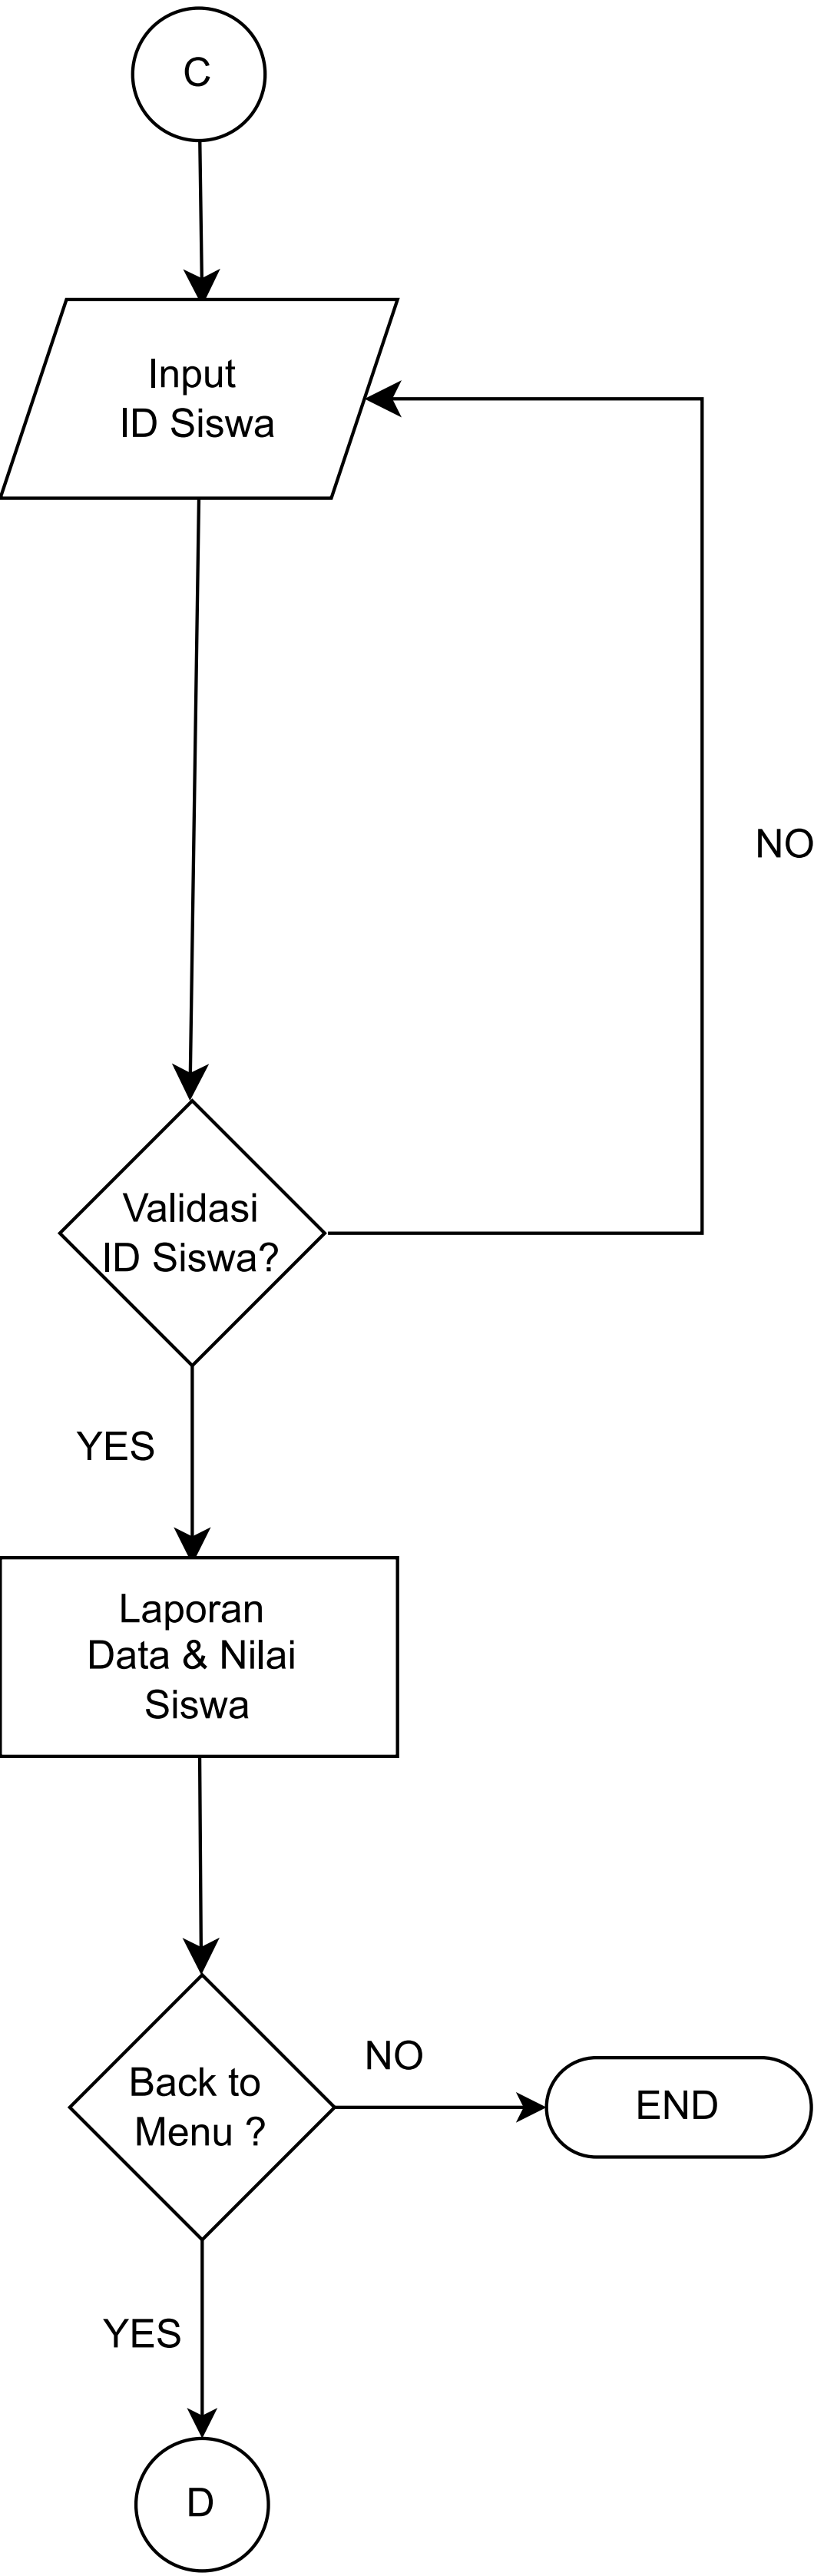 C
Input
ID Siswa
NO
Validasi
ID Siswa?
YES
Laporan
Data & Nilai
Siswa
NO
Back to
Menu ?
END
YES
D